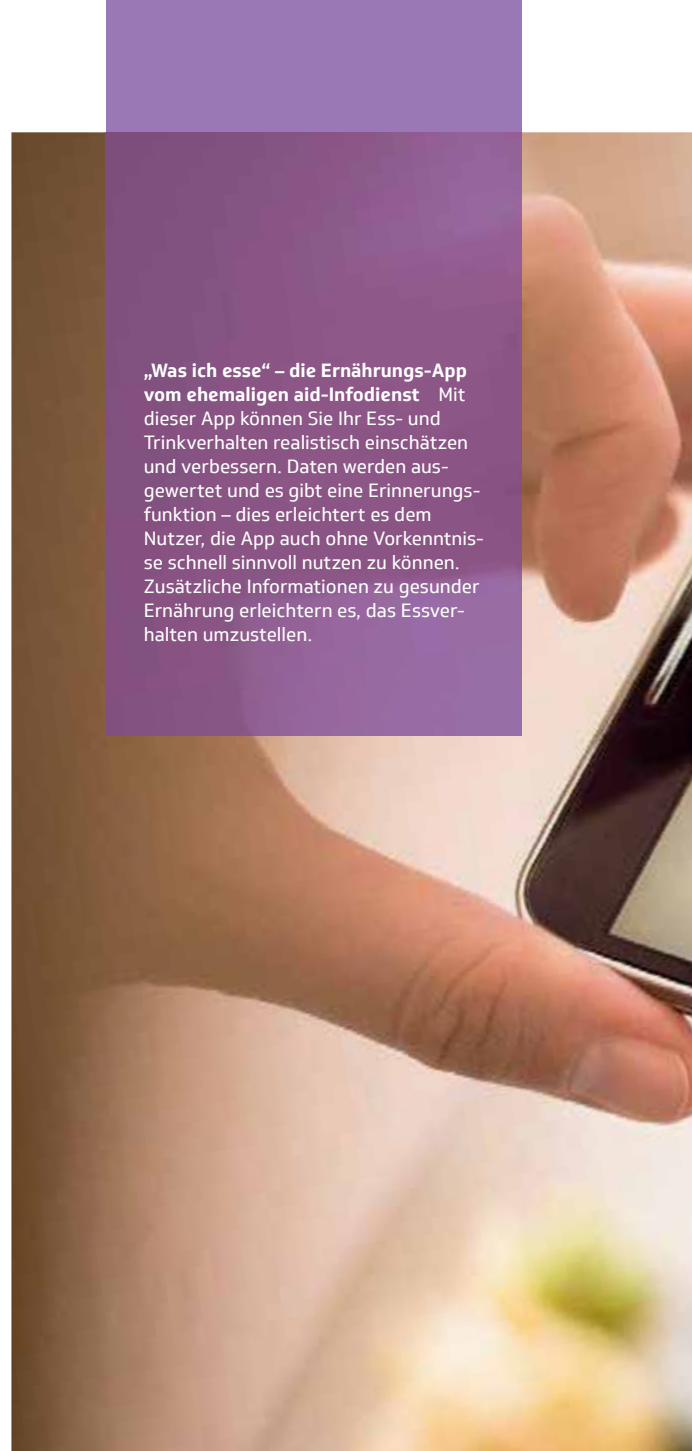 „Was ich esse“ – die Ernährungs-App
vom ehemaligen aid-Infodienst Mit
dieser App können Sie Ihr Ess- und
Trinkverhalten realistisch einschätzen
und verbessern. Daten werden aus-
gewertet und es gibt eine Erinnerungs-
funktion – dies erleichtert es dem
Nutzer, die App auch ohne Vorkenntnis-
se schnell sinnvoll nutzen zu können.
Zusätzliche Informationen zu gesunder
Ernährung erleichtern es, das Essver-
halten umzustellen.